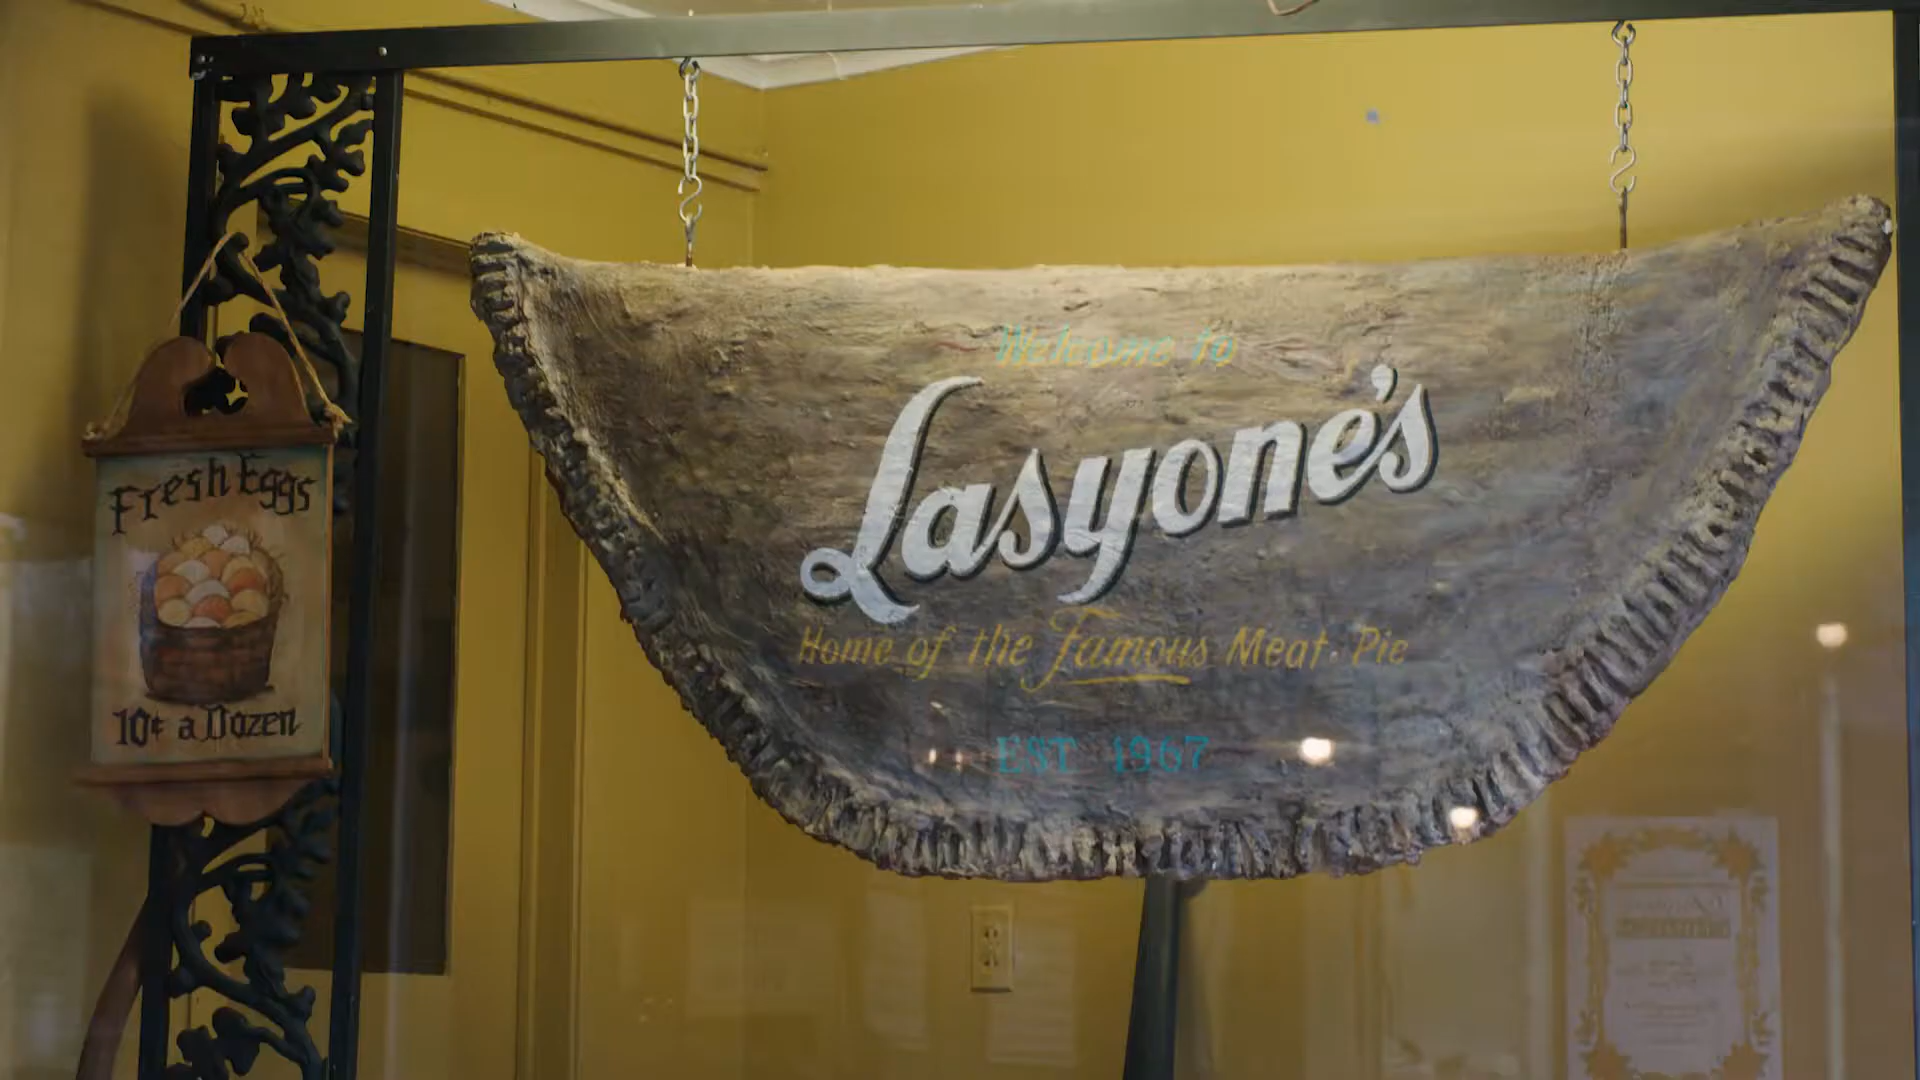 Fresh Eggs
10¢ a Dozen
Welcome to
Lasyone's
Home of the Famous Meat Pie
EST 1967